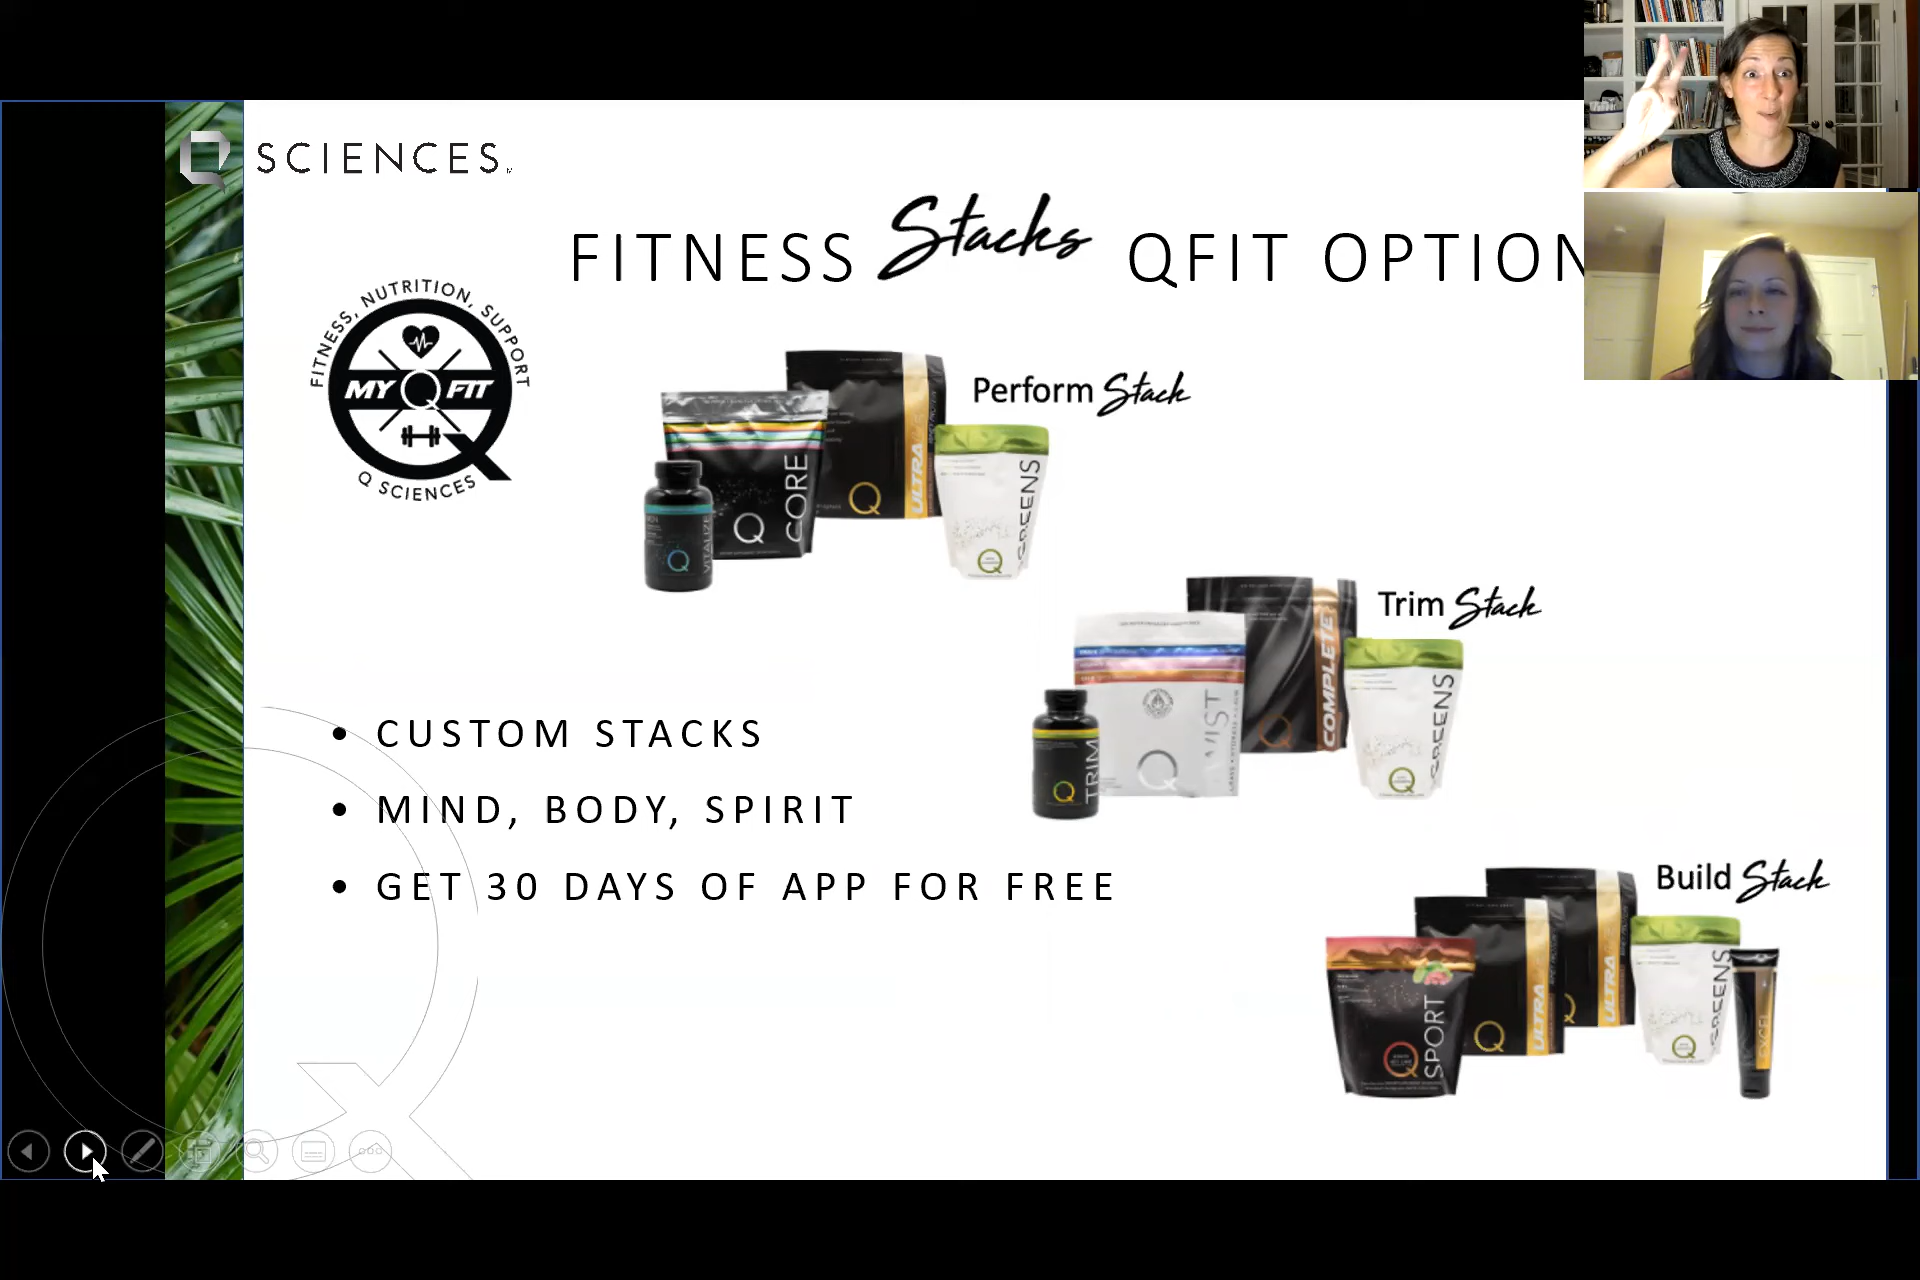 SCIENCES
FITNESS Stacks QFIT OPTION
FITNESS, NUTRITION, SUPPORT
MY Q FIT
Q SCIENCES
Perform Stack
VITALIZE
Q
CORE
Q
ULTRA
Q
GREENS
Q
Trim Stack
TRIM
Q
Q
COMPLETE
Q
GREENS
Q
CUSTOM STACKS
MIND, BODY, SPIRIT
GET 30 DAYS OF APP FOR FREE
Build Stack
SPORT
Q
ULTRA
Q
ULTRA
GREENS
Q
EXCEL